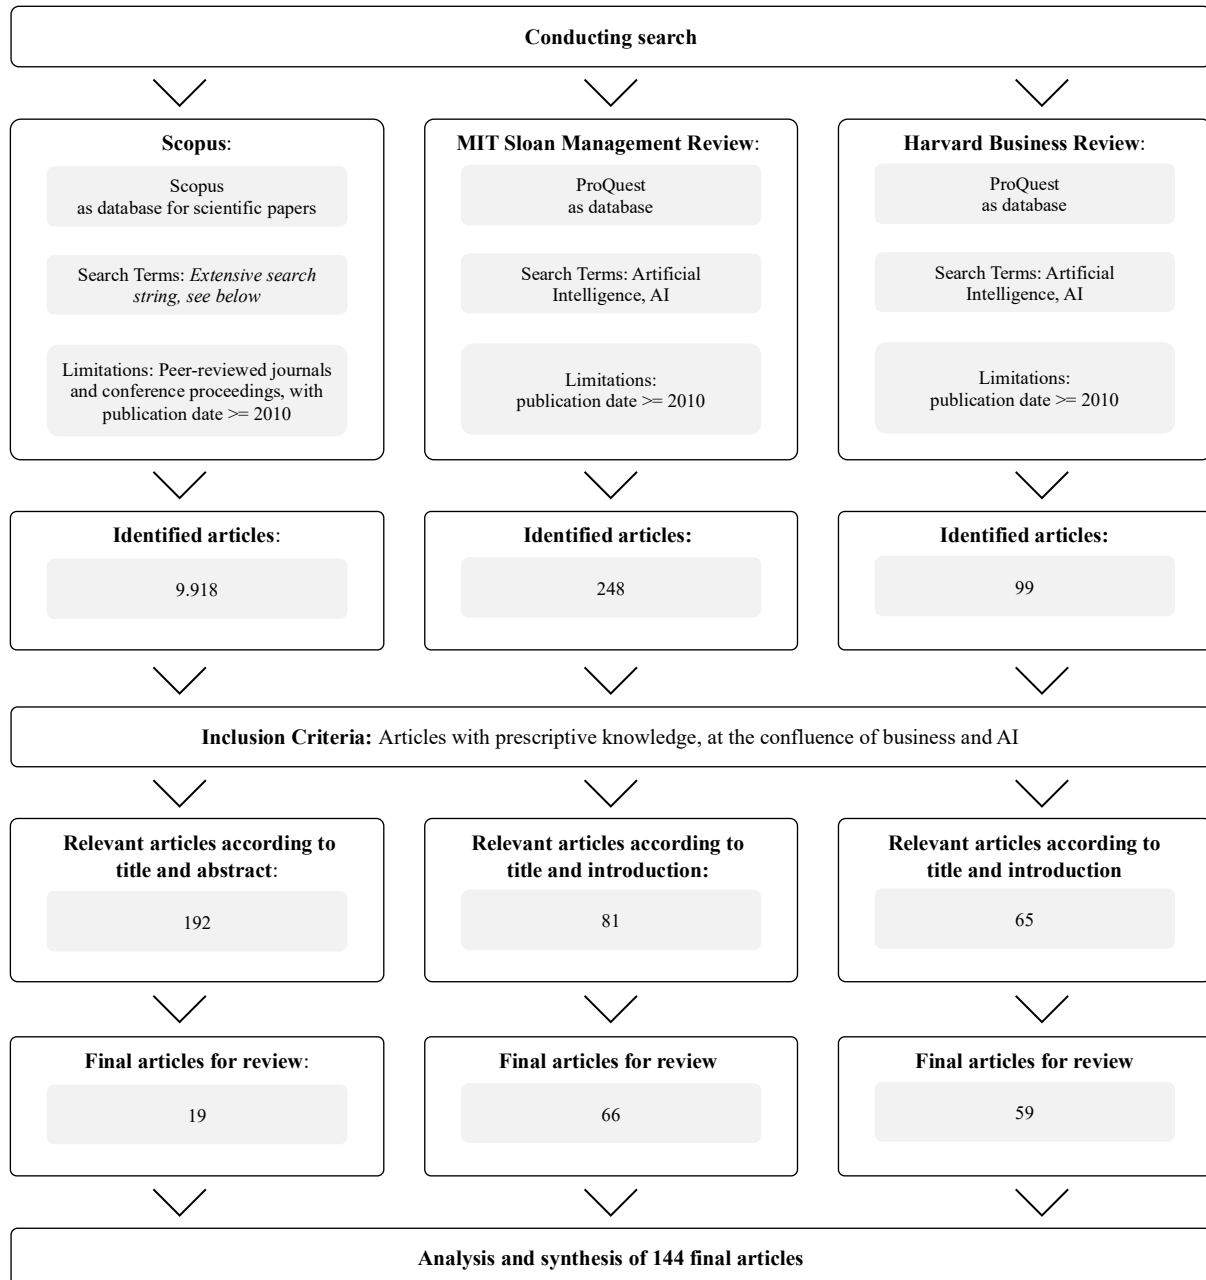 Conducting search
Scopus:
Scopus
as database for scientific papers
Search Terms: Extensive search
string, see below
Limitations: Peer-reviewed journals
and conference proceedings, with
publication date >= 2010
MIT Sloan Management Review:
ProQuest
as database
Search Terms: Artificial
Intelligence, AI
Limitations:
publication date >= 2010
Harvard Business Review:
ProQuest
as database
Search Terms: Artificial
Intelligence, AI
Limitations:
publication date >= 2010
Identified articles:
9.918
Identified articles:
248
Identified articles:
99
Inclusion Criteria: Articles with prescriptive knowledge, at the confluence of business and AI
Relevant articles according to
title and abstract:
192
Relevant articles according to
title and introduction:
81
Relevant articles according to
title and introduction
65
Final articles for review:
19
Final articles for review
66
Final articles for review
59
Analysis and synthesis of 144 final articles